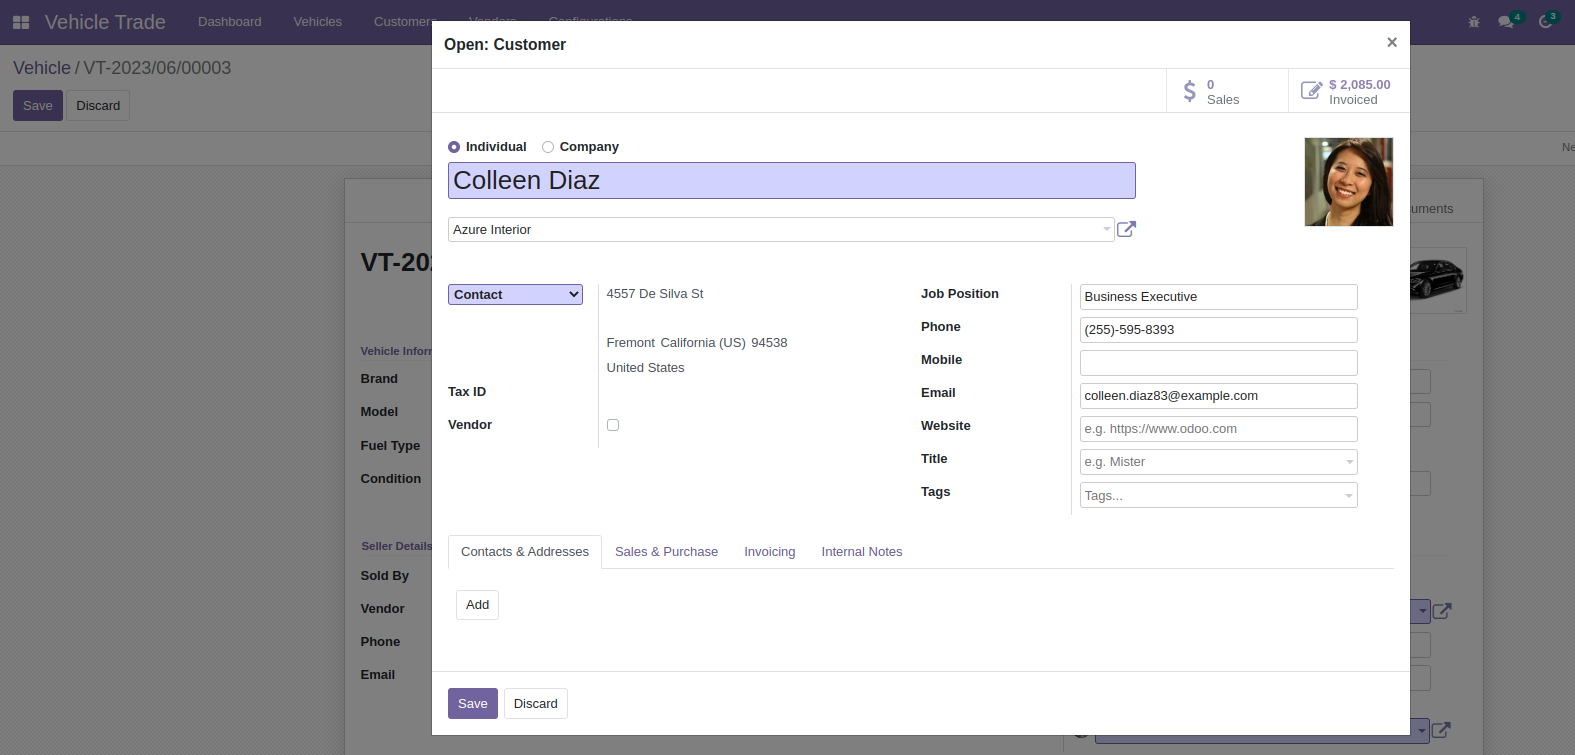 Vehicle Trade Dashboard Vehicles Customers Vendors Configurations 4 3
Open: Customer ×
Vehicle / VT-2023/06/00003
Save Discard
0 Sales
$ 2,085.00 Invoiced
Individual Company
Colleen Diaz
Azure Interior
VT-202
Contact
4557 De Silva St
Fremont California (US) 94538
United States
Tax ID
Vendor
Job Position Business Executive
Phone (255)-595-8393
Mobile
Email colleen.diaz83@example.com
Website e.g. https://www.odoo.com
Title e.g. Mister
Tags Tags...
Vehicle Inform
Brand
Model
Fuel Type
Condition
Contacts & Addresses Sales & Purchase Invoicing Internal Notes
Add
Seller Details
Sold By
Vendor
Phone
Email
Save Discard
Ne
uments